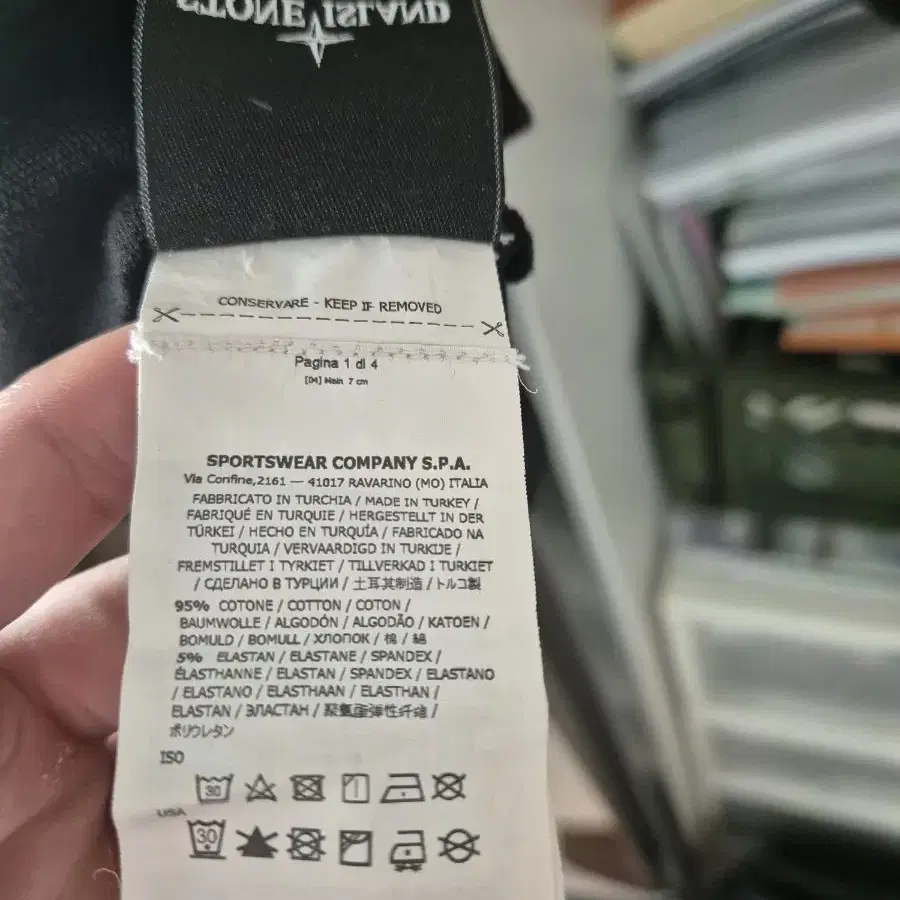 STONE ISLAND
CONSERVARE - KEEP IF REMOVED
Pagina 1 di 4
[04] Main 7 cm
SPORTSWEAR COMPANY S.P.A.
Via Confine,2161 — 41017 RAVARINO (MO) ITALIA
FABBRICATO IN TURCHIA / MADE IN TURKEY /
FABRIQUÉ EN TURQUIE / HERGESTELLT IN DER
TÜRKEI / HECHO EN TURQUÍA / FABRICADO NA
TURQUIA / VERVAARDIGD IN TURKIJE /
FREMSTILLET I TYRKIET / TILLVERKAD I TURKIET
/ СДЕЛАНО В ТУРЦИИ / 土耳其制造 / トルコ製
95% COTONE / COTTON / COTON /
BAUMWOLLE / ALGODÓN / ALGODÃO / KATOEN /
BOMULD / BOMULL / ХЛОПОК / 棉 / 綿
5% ELASTAN / ELASTANE / SPANDEX /
ÉLASTHANNE / ELASTAN / SPANDEX / ELASTANO
/ ELASTANO / ELASTHAAN / ELASTHAN /
ELASTAN / ЭЛАСТАН / 聚氨酯弹性纤维 /
ポリウレタン
ISO
30
USA
30